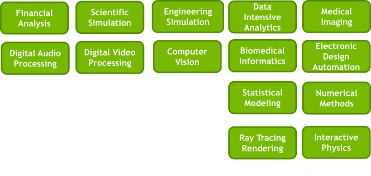 Financial
Analysis
Scientific
Simulation
Engineering
Simulation
Data
Intensive
Analytics
Medical
Imaging
Digital Audio
Processing
Digital Video
Processing
Computer
Vision
Biomedical
Informatics
Electronic
Design
Automation
Statistical
Modeling
Numerical
Methods
Ray Tracing
Rendering
Interactive
Physics